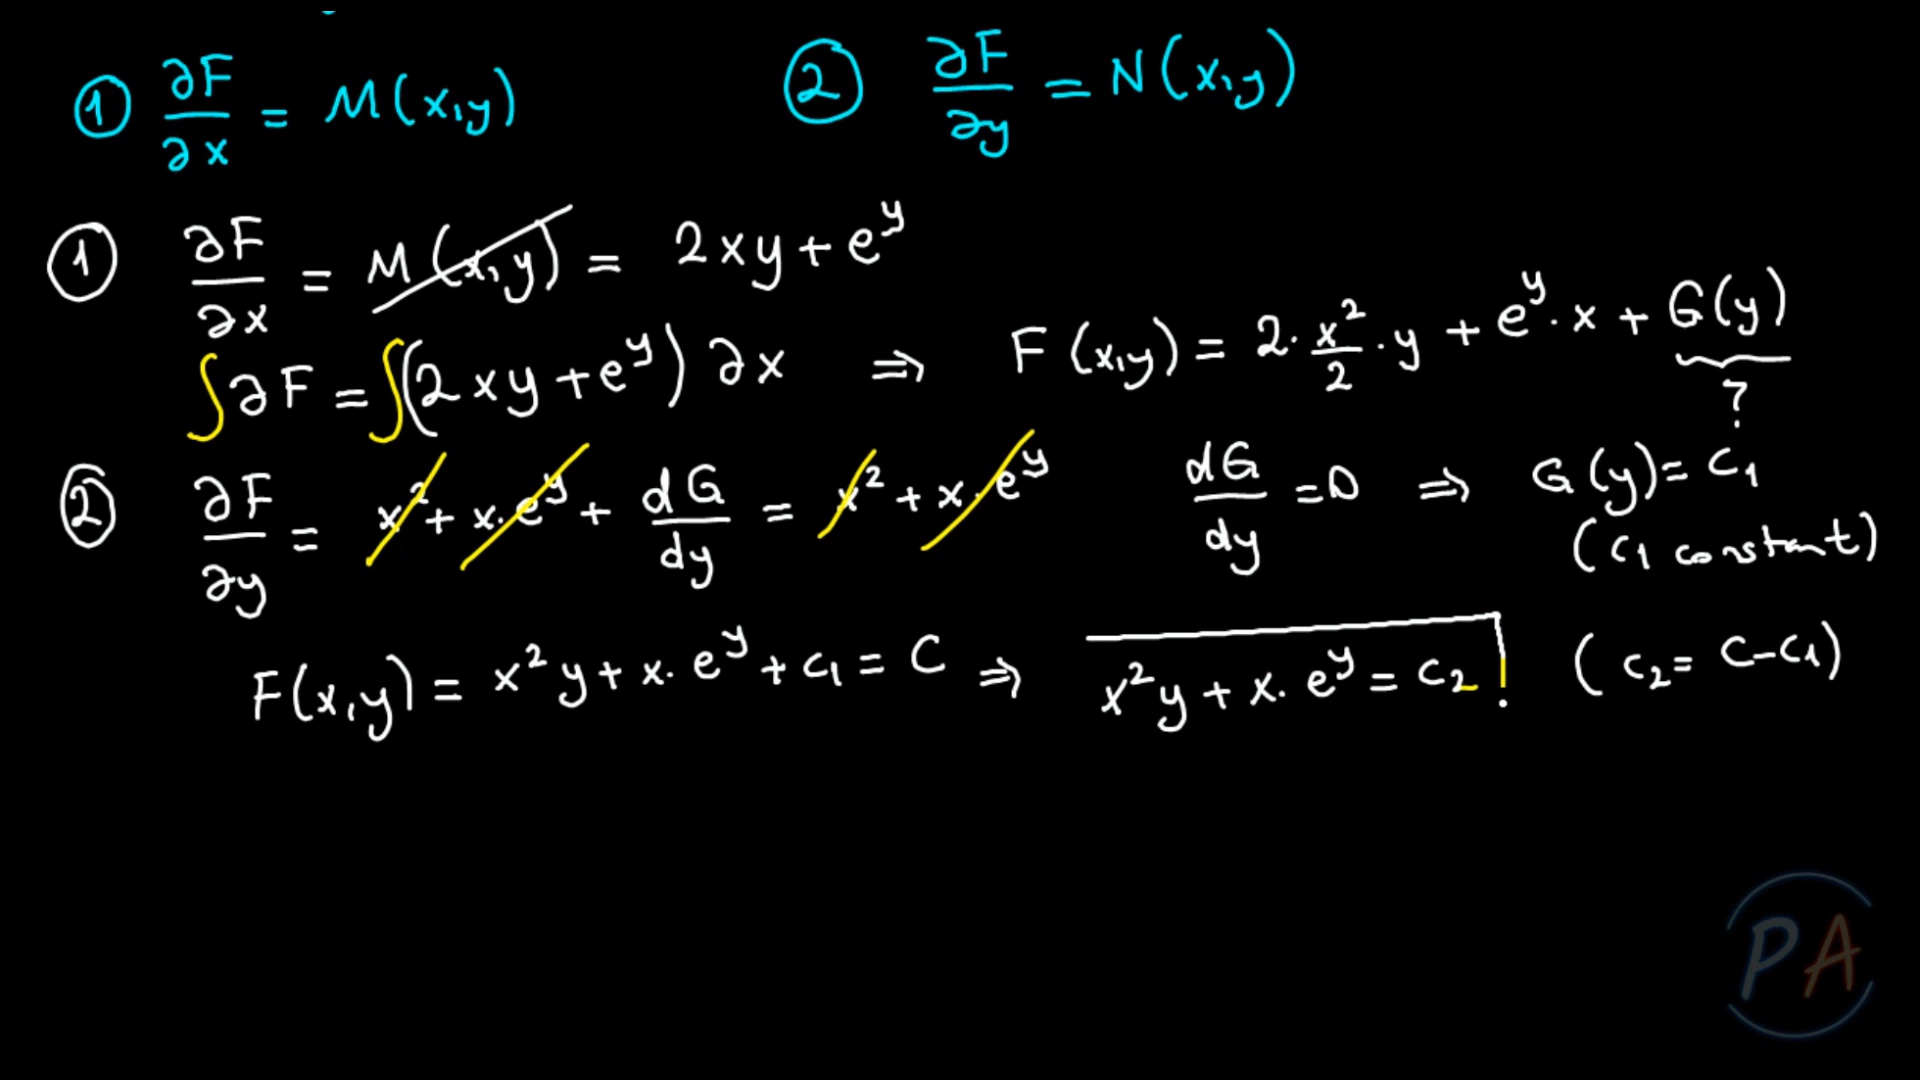 ① ∂F/∂x = M(x,y) ② ∂F/∂y = N(x,y)
① ∂F/∂x = M(x,y) = 2xy + e^y
∫∂F = ∫(2xy + e^y) ∂x ⇒ F(x,y) = 2·x²/2·y + e^y·x + G(y)
?
② ∂F/∂y = x² + x·e^y + dG/dy = x² + x·e^y dG/dy = 0 ⇒ G(y) = c₁
(c₁ constant)
F(x,y) = x²y + x·e^y + c₁ = C ⇒ x²y + x·e^y = c₂ (c₂ = C - c₁)
PA